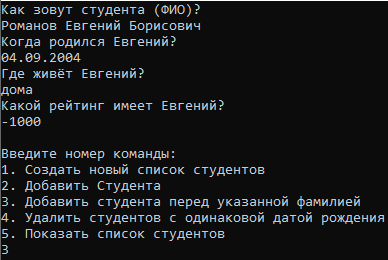 Как зовут студента (ФИО)?
Романов Евгений Борисович
Когда родился Евгений?
04.09.2004
Где живёт Евгений?
дома
Какой рейтинг имеет Евгений?
-1000
Введите номер команды:
1. Создать новый список студентов
2. Добавить Студента
3. Добавить студента перед указанной фамилией
4. Удалить студентов с одинаковой датой рождения
5. Показать список студентов
3